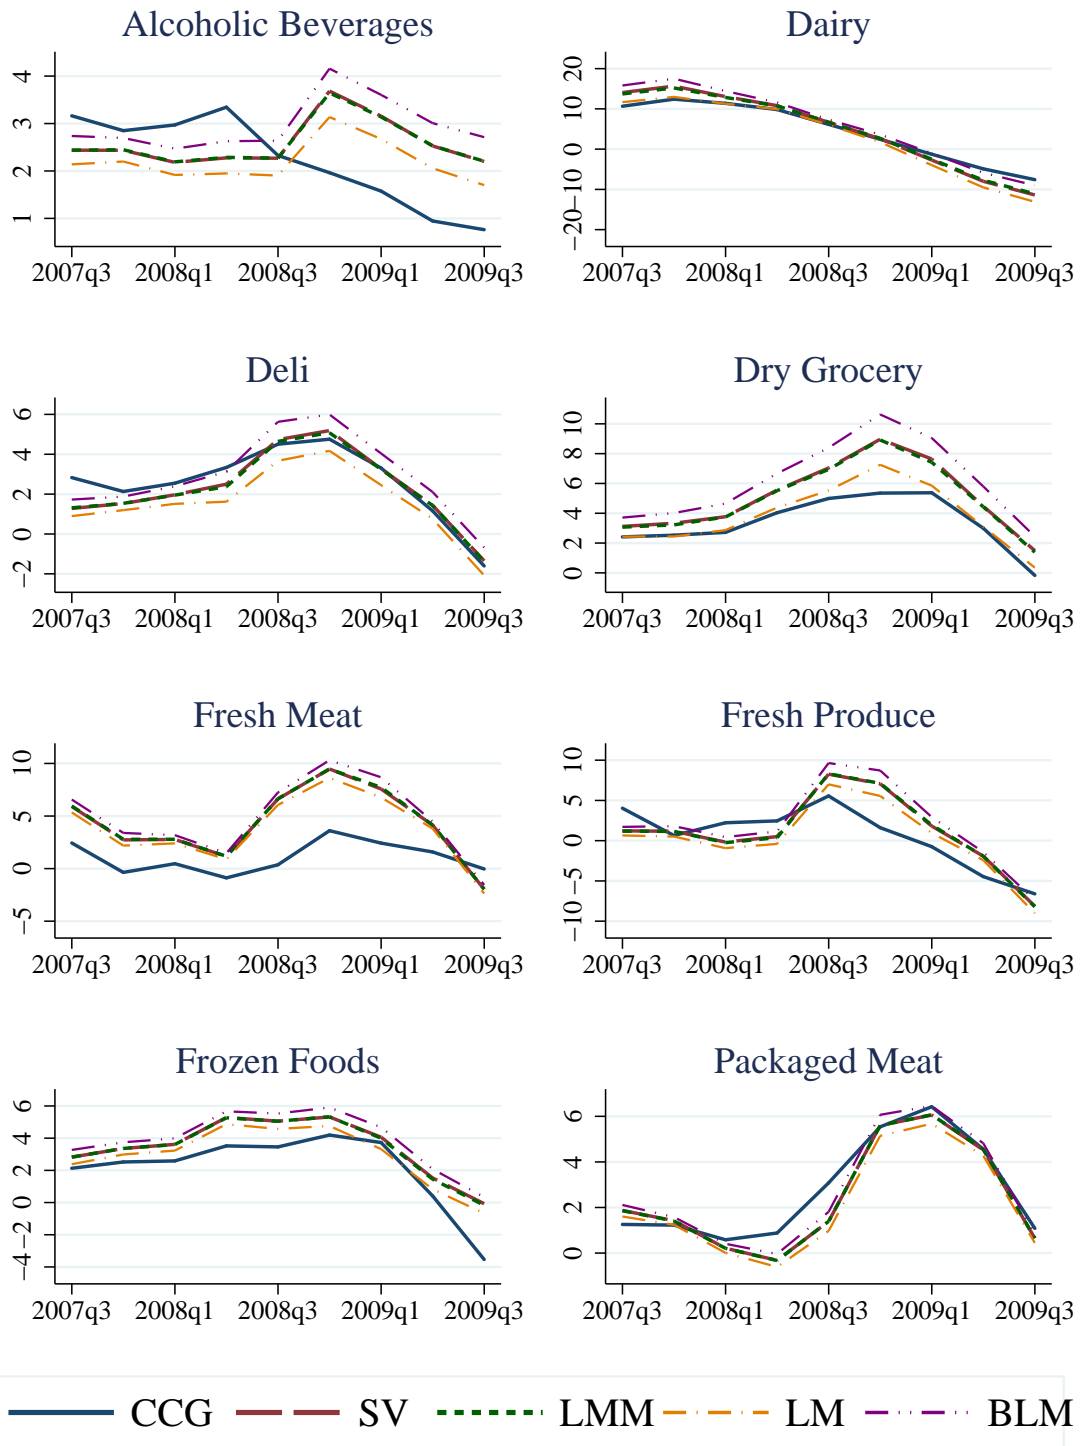 Alcoholic Beverages
4
3
2
1
2007q3 2008q1 2008q3 2009q1 2009q3
Dairy
20
10
0
−10
−20
2007q3 2008q1 2008q3 2009q1 2009q3
Deli
6
4
2
0
−2
2007q3 2008q1 2008q3 2009q1 2009q3
Dry Grocery
10
8
6
4
2
0
2007q3 2008q1 2008q3 2009q1 2009q3
Fresh Meat
10
5
0
−5
2007q3 2008q1 2008q3 2009q1 2009q3
Fresh Produce
10
5
0
−5
−10
2007q3 2008q1 2008q3 2009q1 2009q3
Frozen Foods
6
4
2
0
−2
−4
2007q3 2008q1 2008q3 2009q1 2009q3
Packaged Meat
6
4
2
0
2007q3 2008q1 2008q3 2009q1 2009q3
CCG SV LMM LM BLM